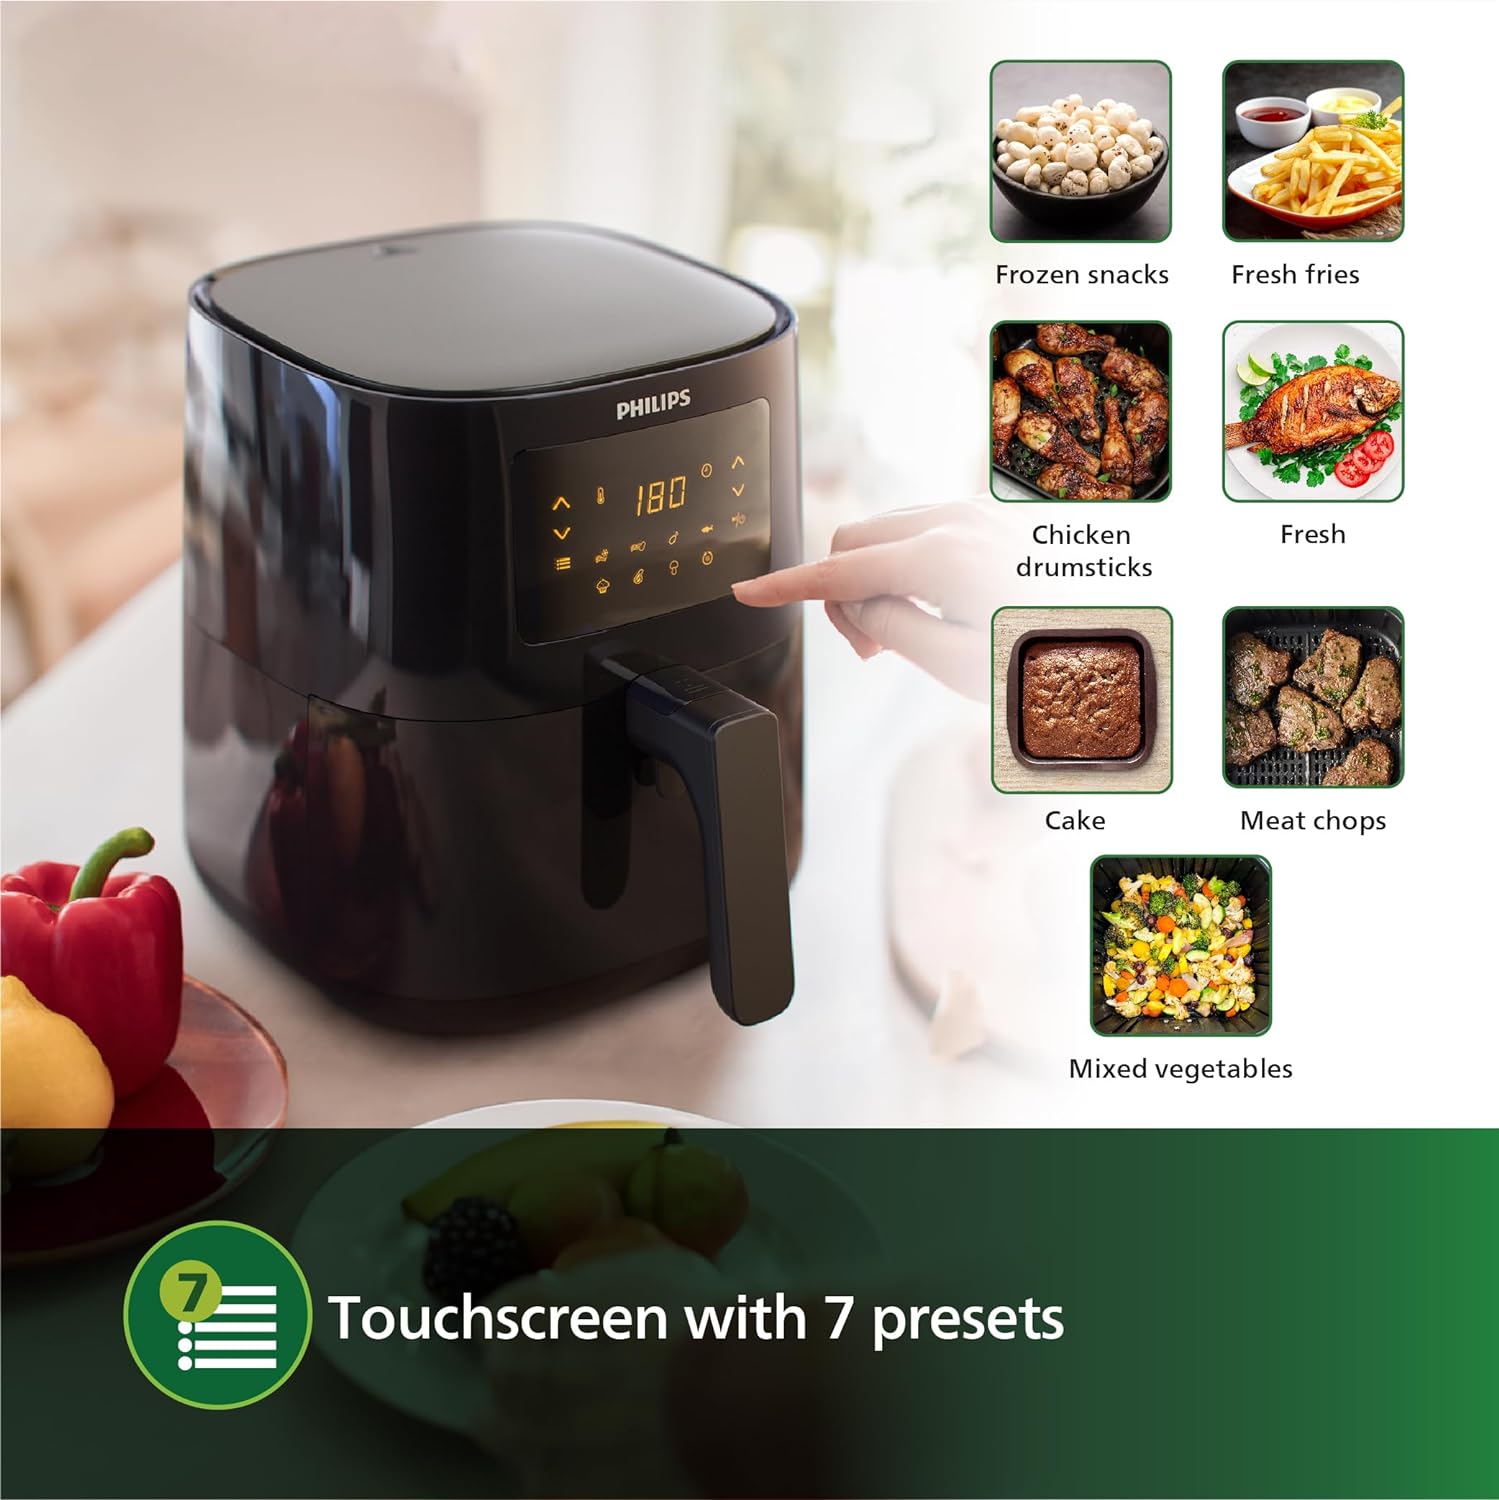 PHILIPS
180
Frozen snacks
Fresh fries
Chicken
drumsticks
Fresh
Cake
Meat chops
Mixed vegetables
7
Touchscreen with 7 presets